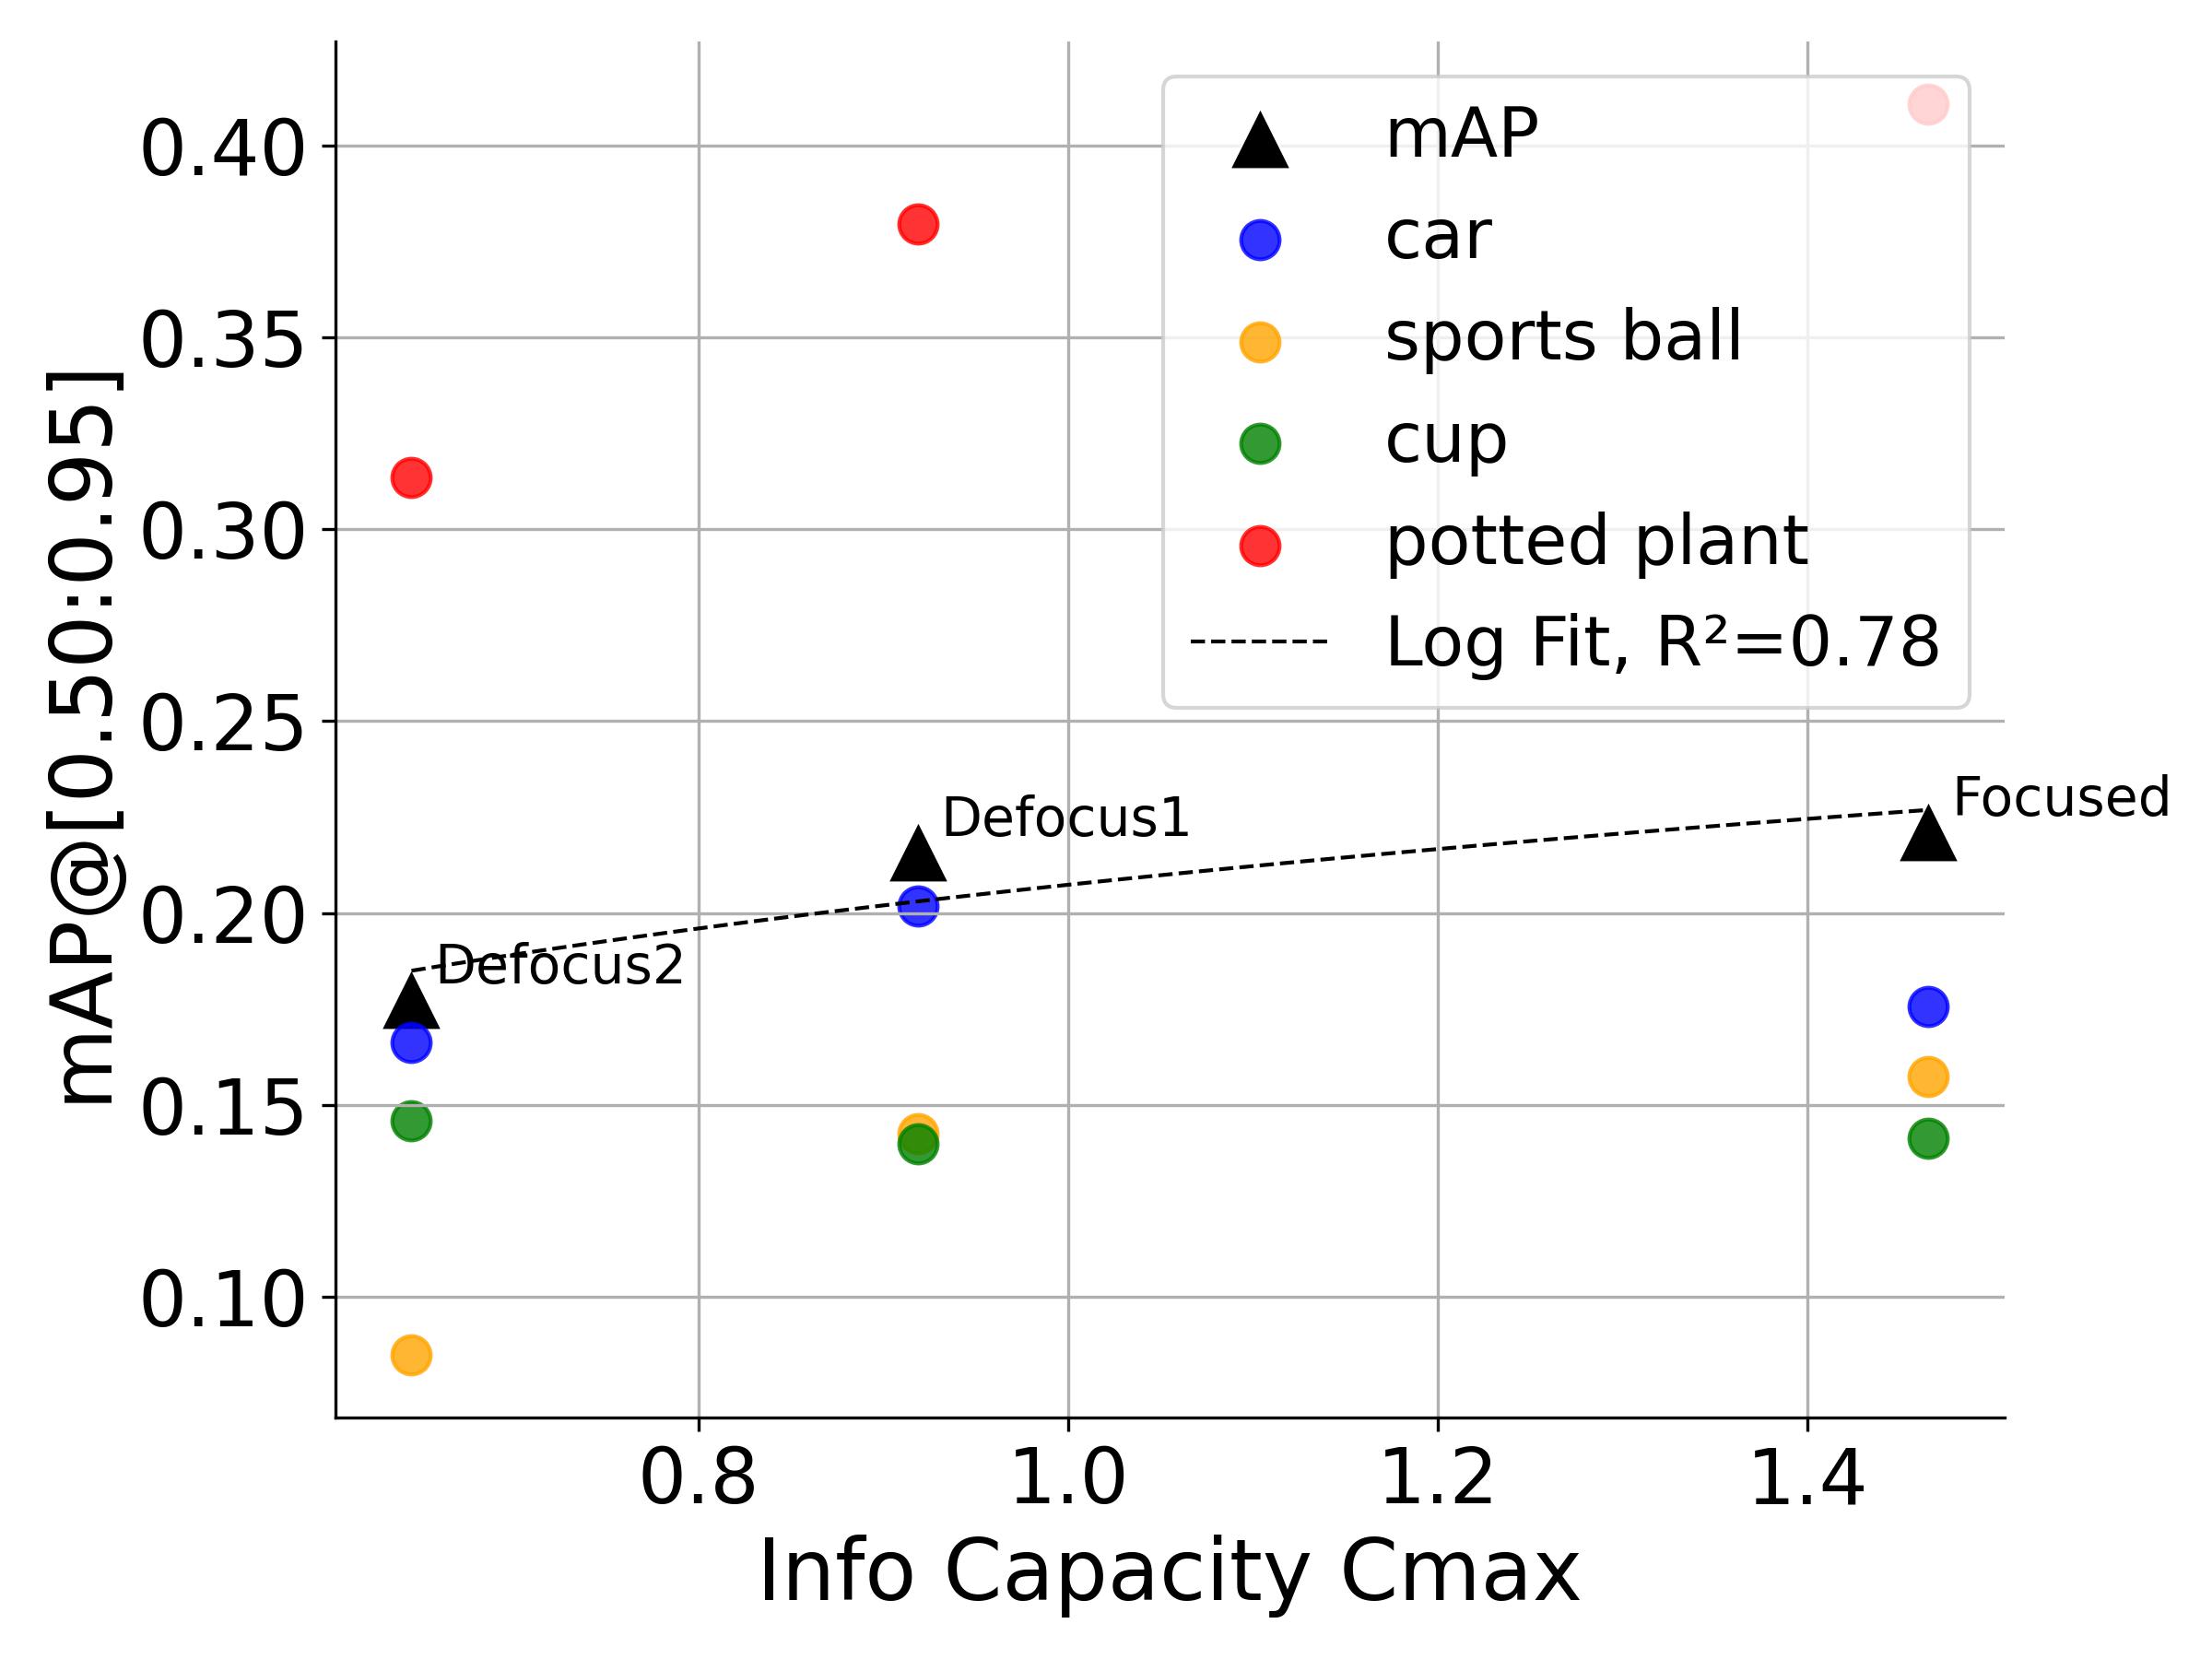 mAP@[0.50:0.95]
0.40
0.35
0.30
0.25
0.20
0.15
0.10
mAP
car
sports ball
cup
potted plant
Log Fit, R²=0.78
Focused
Defocus1
Defocus2
0.8
1.0
1.2
1.4
Info Capacity Cmax